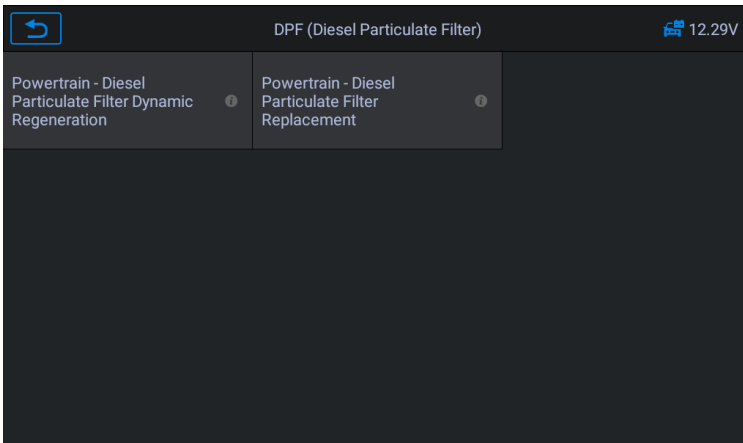 DPF (Diesel Particulate Filter)
12.29V
Powertrain - Diesel
Particulate Filter Dynamic
Regeneration
Powertrain - Diesel
Particulate Filter
Replacement